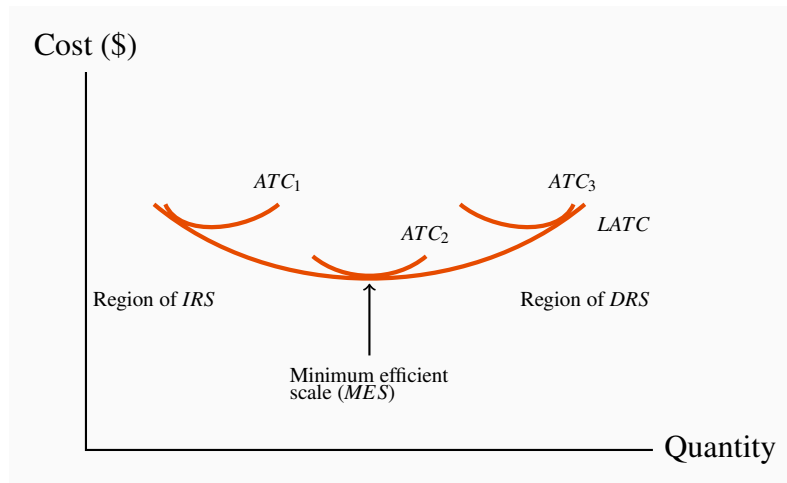 Cost ($)
ATC₁
ATC₃
LATC
ATC₂
Region of IRS
Region of DRS
Minimum efficient
scale (MES)
Quantity